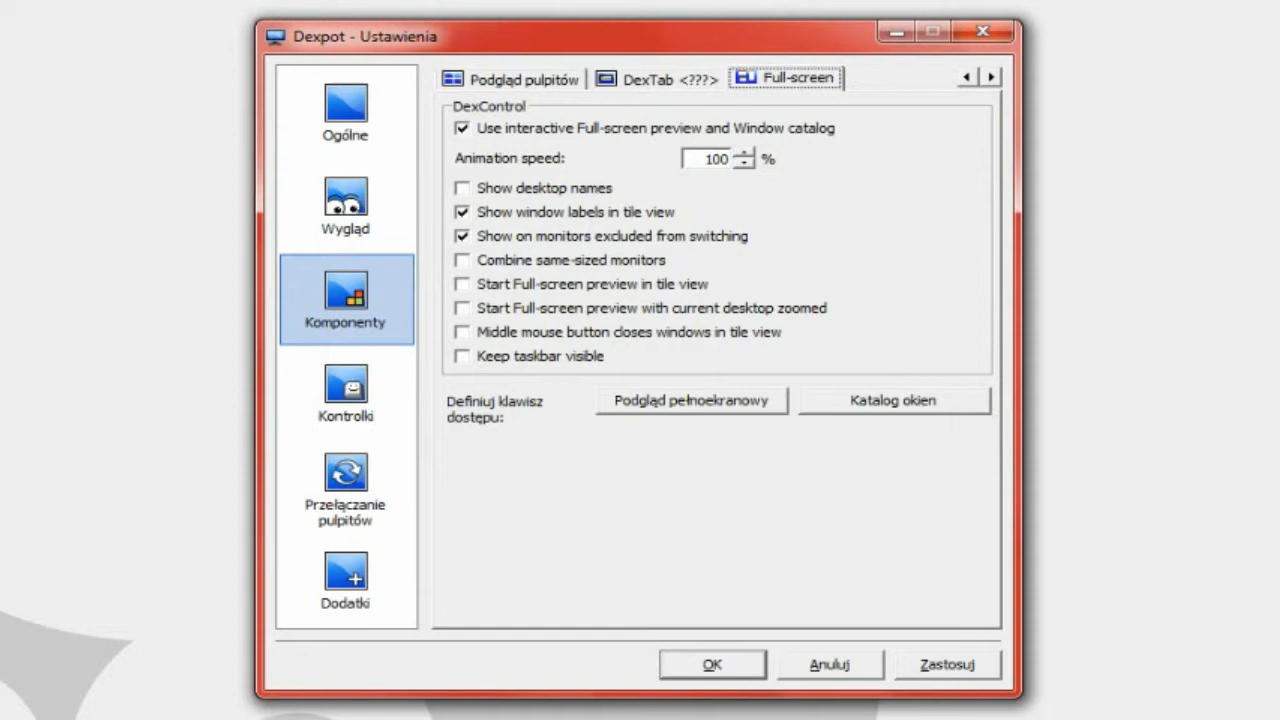 Dexpot - Ustawienia
Podgląd pulpitów
DexTab <???>
Full-screen
Ogólne
Wygląd
Komponenty
Kontrolki
Przełączanie
pulpitów
Dodatki
DexControl
Use interactive Full-screen preview and Window catalog
Animation speed: 100 %
Show desktop names
Show window labels in tile view
Show on monitors excluded from switching
Combine same-sized monitors
Start Full-screen preview in tile view
Start Full-screen preview with current desktop zoomed
Middle mouse button closes windows in tile view
Keep taskbar visible
Definiuj klawisz
dostępu:
Podgląd pełnoekranowy
Katalog okien
OK
Anuluj
Zastosuj